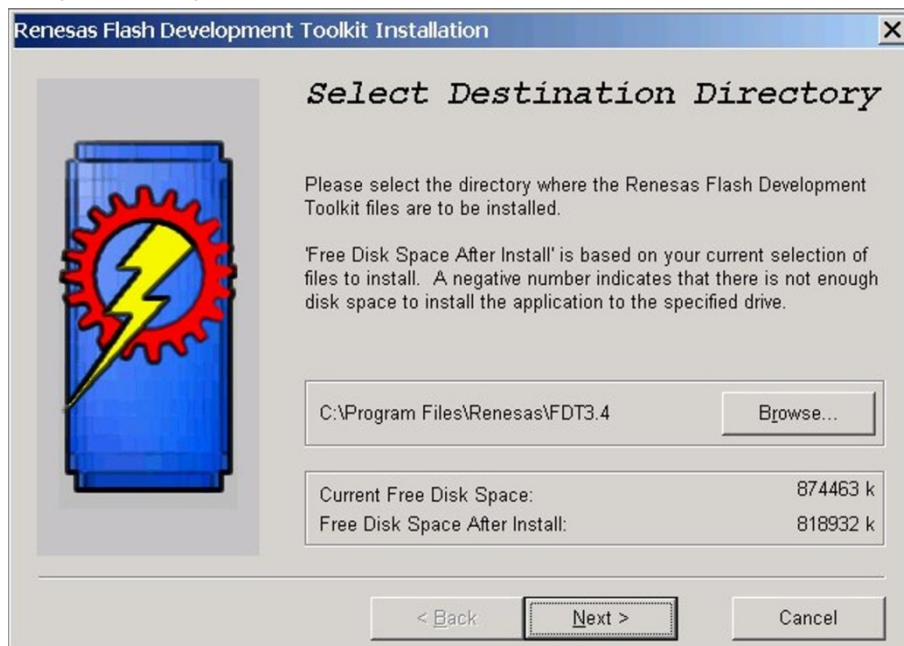 Renesas Flash Development Toolkit Installation
Select Destination Directory
Please select the directory where the Renesas Flash Development
Toolkit files are to be installed.
'Free Disk Space After Install' is based on your current selection of
files to install.  A negative number indicates that there is not enough
disk space to install the application to the specified drive.
C:\Program Files\Renesas\FDT3.4
Browse...
Current Free Disk Space: 874463 k
Free Disk Space After Install: 818932 k
< Back Next > Cancel